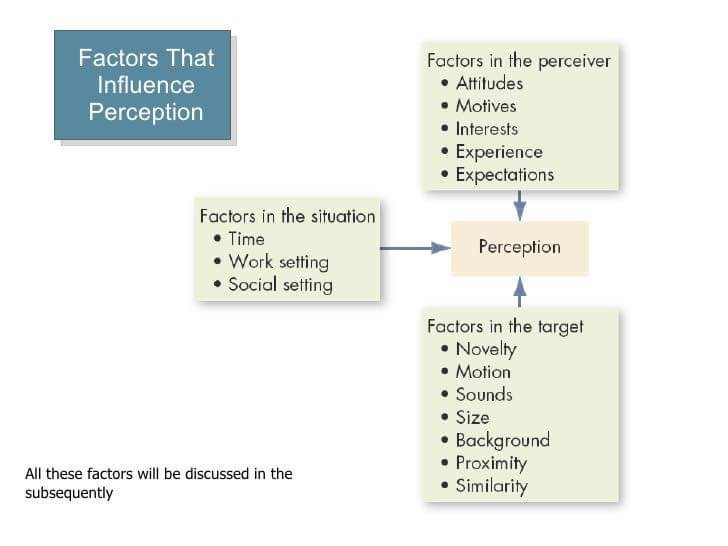 Factors That
Influence
Perception
Factors in the perceiver
• Attitudes
• Motives
• Interests
• Experience
• Expectations
Factors in the situation
• Time
• Work setting
• Social setting
Perception
Factors in the target
• Novelty
• Motion
• Sounds
• Size
• Background
• Proximity
• Similarity
All these factors will be discussed in the
subsequently